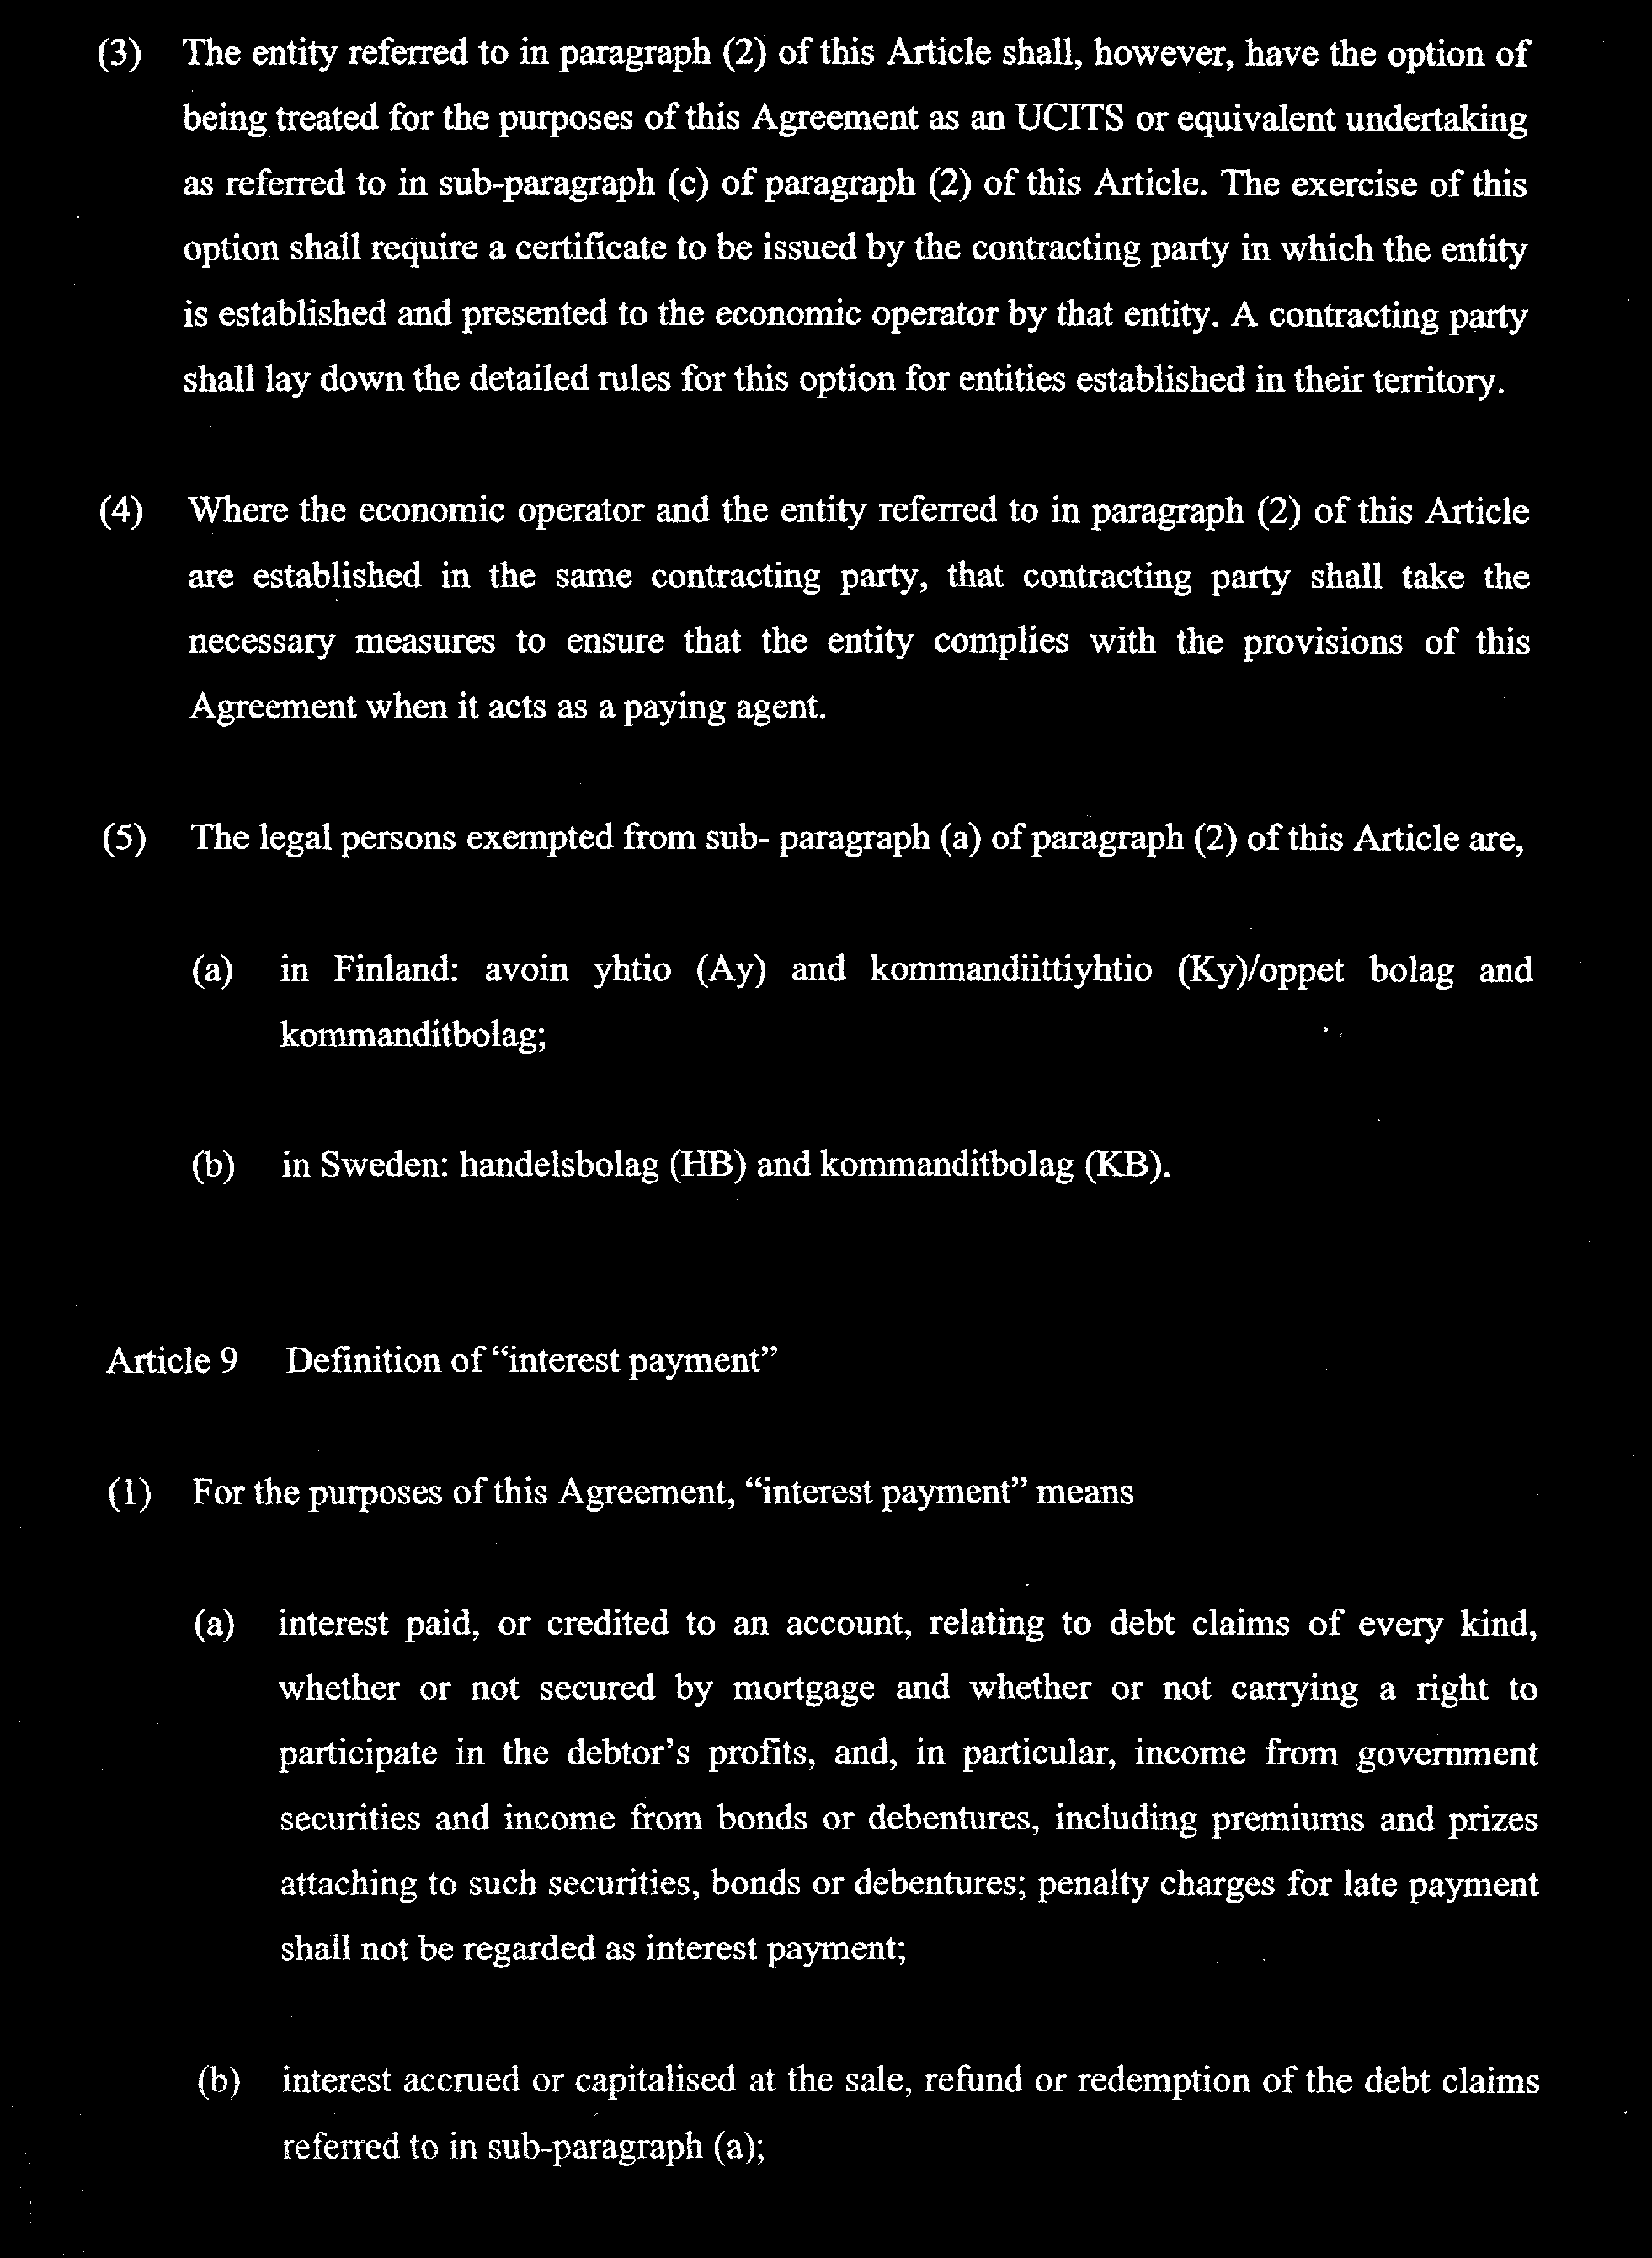 (3) The entity referred to in paragraph (2) of this Article shall, however, have the option of
being treated for the purposes of this Agreement as an UCITS or equivalent undertaking
as referred to in sub-paragraph (c) of paragraph (2) of this Article. The exercise of this
option shall require a certificate to be issued by the contracting party in which the entity
is established and presented to the economic operator by that entity. A contracting party
shall lay down the detailed rules for this option for entities established in their territory.
(4) Where the economic operator and the entity referred to in paragraph (2) of this Article
are established in the same contracting party, that contracting party shall take the
necessary measures to ensure that the entity complies with the provisions of this
Agreement when it acts as a paying agent.
(5) The legal persons exempted from sub- paragraph (a) of paragraph (2) of this Article are,
(a) in Finland: avoin yhtio (Ay) and kommandiittiyhtio (Ky)/oppet bolag and
kommanditbolag;
(b) in Sweden: handelsbolag (HB) and kommanditbolag (KB).
Article 9 Definition of “interest payment”
(1) For the purposes of this Agreement, “interest payment” means
(a) interest paid, or credited to an account, relating to debt claims of every kind,
whether or not secured by mortgage and whether or not carrying a right to
participate in the debtor’s profits, and, in particular, income from government
securities and income from bonds or debentures, including premiums and prizes
attaching to such securities, bonds or debentures; penalty charges for late payment
shall not be regarded as interest payment;
(b) interest accrued or capitalised at the sale, refund or redemption of the debt claims
referred to in sub-paragraph (a);